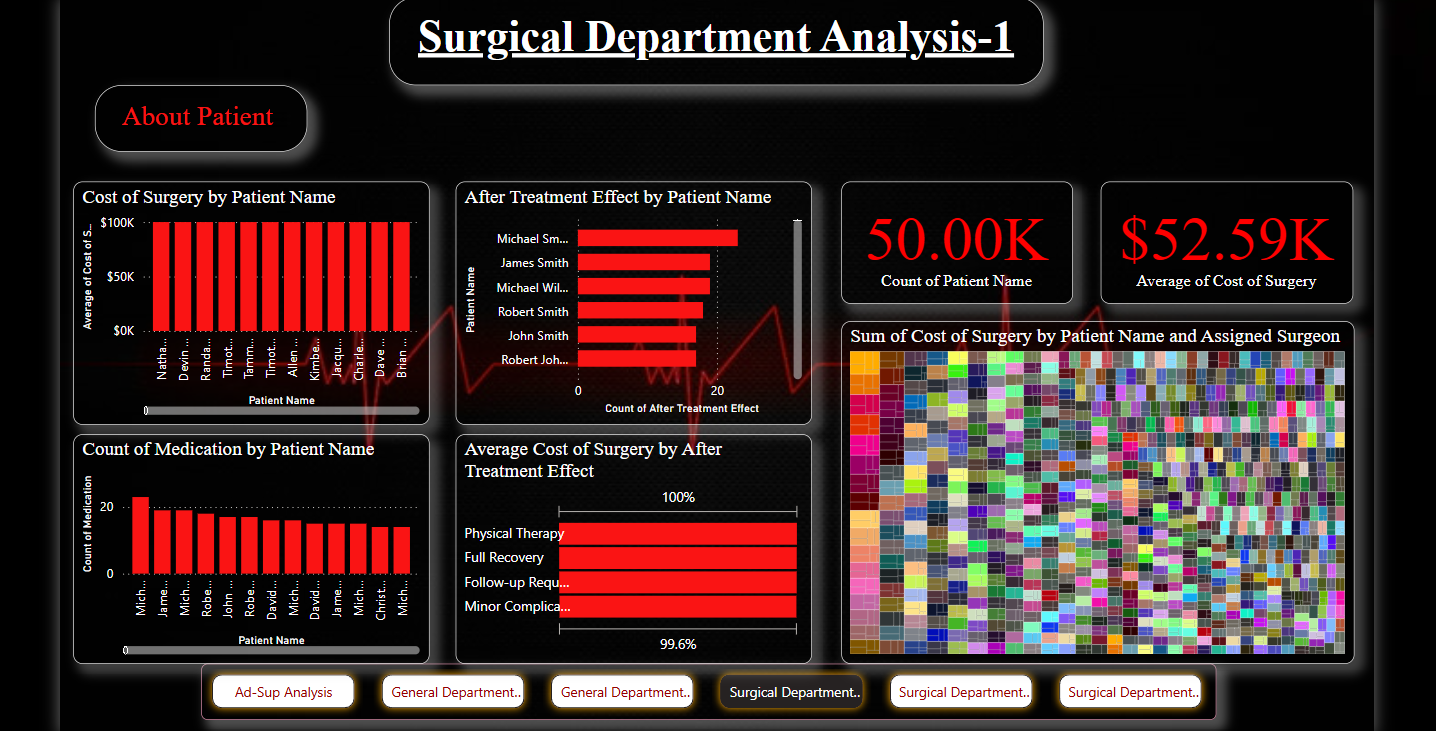 Surgical Department Analysis-1
About Patient
Cost of Surgery by Patient Name
Average of Cost of S...
$100K
$50K
$0K
Natha...
Devin ...
Randa...
Timot...
Tamm...
Timot...
Allen ...
Kimbe...
Jacqu...
Charle...
Dave ...
Brian ...
Patient Name
After Treatment Effect by Patient Name
Patient Name
Michael Sm...
James Smith
Michael Wil...
Robert Smith
John Smith
Robert Joh...
0
20
Count of After Treatment Effect
50.00K
Count of Patient Name
$52.59K
Average of Cost of Surgery
Count of Medication by Patient Name
Count of Medication
20
0
Mich...
Jame...
Mich...
Robe...
John ...
Robe...
David...
Mich...
David...
Jame...
Mich...
Christ...
Mich...
Patient Name
Average Cost of Surgery by After
Treatment Effect
100%
Physical Therapy
Full Recovery
Follow-up Requ...
Minor Complica...
99.6%
Sum of Cost of Surgery by Patient Name and Assigned Surgeon
Ad-Sup Analysis
General Department..
General Department..
Surgical Department..
Surgical Department..
Surgical Department..